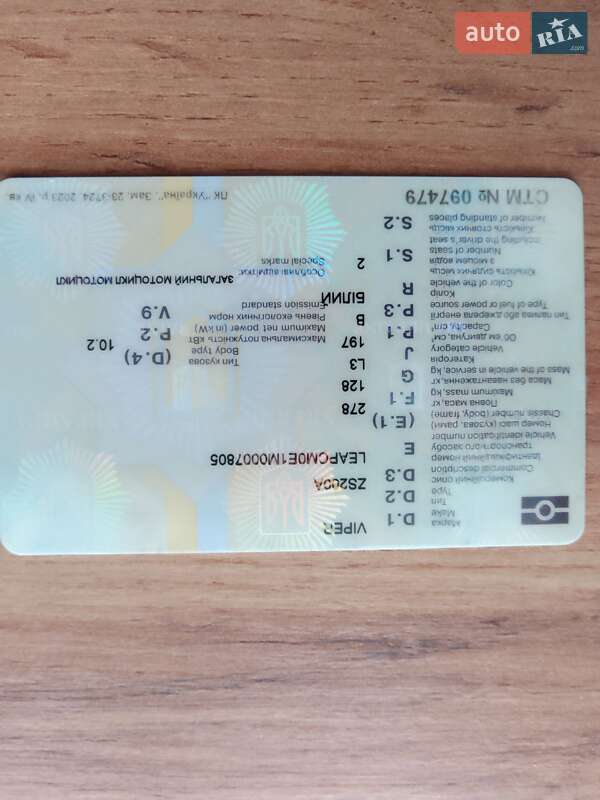 auto RIA .com
D.1 Марка VIPER
Make
D.2 Тип
Type
D.3 Комерційний опис ZS200A
Commercial description
E Ідентифікаційний номер LEAPCM0E1M0007805
транспортного засобу
Vehicle identification number
(E.1) Номер шасі (кузова, рами)
Chassis number (body, frame)
F.1 Повна маса, кг 278
Maximum mass, kg
G Маса без навантаження, кг 128
Mass of the vehicle in service, kg
J Категорія L3
Vehicle category
P.1 Об'єм двигуна, см³ 197
Capacity, cm³
P.3 Тип палива або джерела енергії B
Type of fuel or power source
R Колір БІЛИЙ
Color of the vehicle
S.1 Кількість сидячих місць 2
з місцем водія
Number of seats
including the driver's seat
S.2 Кількість стоячих місць
Number of standing places
(D.4) Тип кузова
Body type
P.2 Максимальна потужність кВт 10.2
Maximum net power (in kW)
V.9 Рівень екологічних норм
Emission standard
ЗАГАЛЬНИЙ МОТОЦИКЛ МОТОЦИКЛ
Особливі відмітки:
Special marks
СТМ № 097479
ПК "Україна". Зам. 23-3724. 2023 р. IV кв.